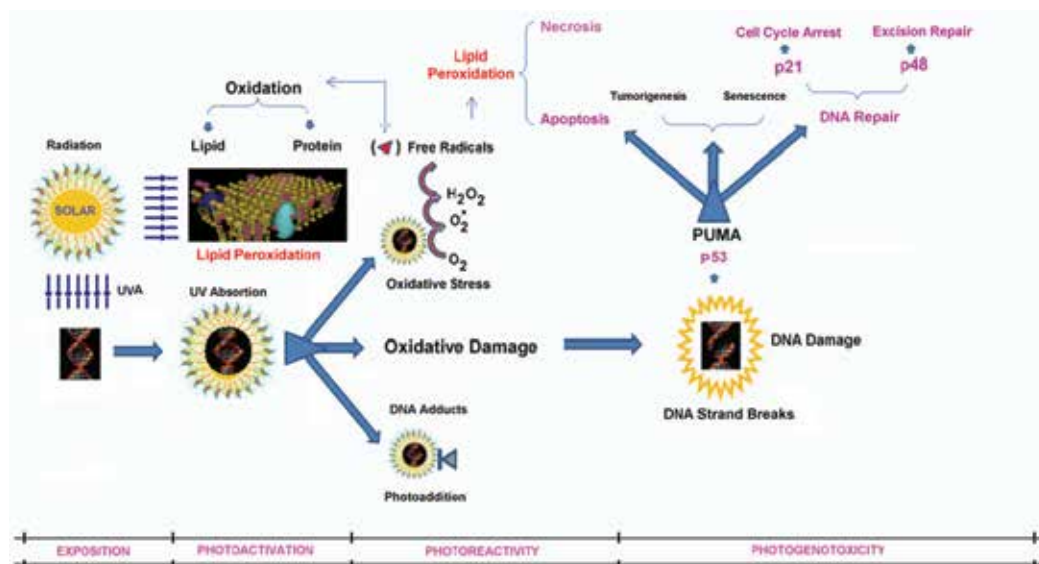 Necrosis
Lipid
Peroxidation
Apoptosis
Cell Cycle Arrest
Excision Repair
p21
p48
Tumorigenesis
Senescence
DNA Repair
Oxidation
Lipid
Protein
Radiation
SOLAR
Lipid Peroxidation
( ) Free Radicals
H2O2
O2*
O2
Oxidative Stress
PUMA
p53
UVA
UV Absortion
Oxidative Damage
DNA Damage
DNA Strand Breaks
DNA Adducts
Photoaddition
EXPOSITION
PHOTOACTIVATION
PHOTOREACTIVITY
PHOTOGENOTOXICITY